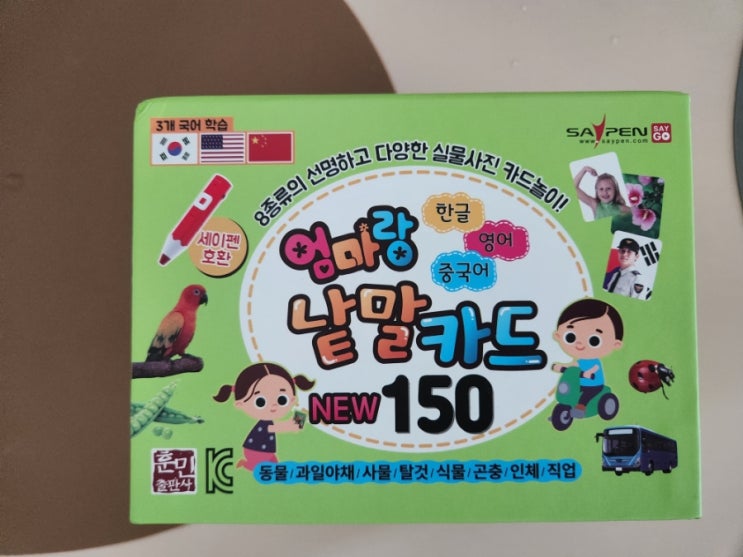 3개 국어 학습
SAYPEN
SAY GO
www.saypen.com
8종류의 선명하고 다양한 실물사진 카드놀이!
세이펜
호환
한글
영어
중국어
엄마랑
낱말카드
NEW 150
동물/과일야채/사물/탈것/식물/곤충/인체/직업
훈민
출판사
KC